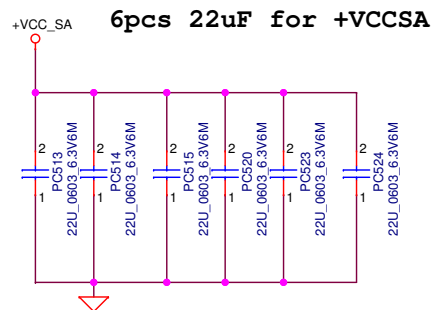 6pcs 22uF for +VCCSA
+VCC_SA
2
PC513
22U_0603_6.3V6M
1
2
PC514
22U_0603_6.3V6M
1
2
PC515
22U_0603_6.3V6M
1
2
PC520
22U_0603_6.3V6M
1
2
PC523
22U_0603_6.3V6M
1
2
PC524
22U_0603_6.3V6M
1